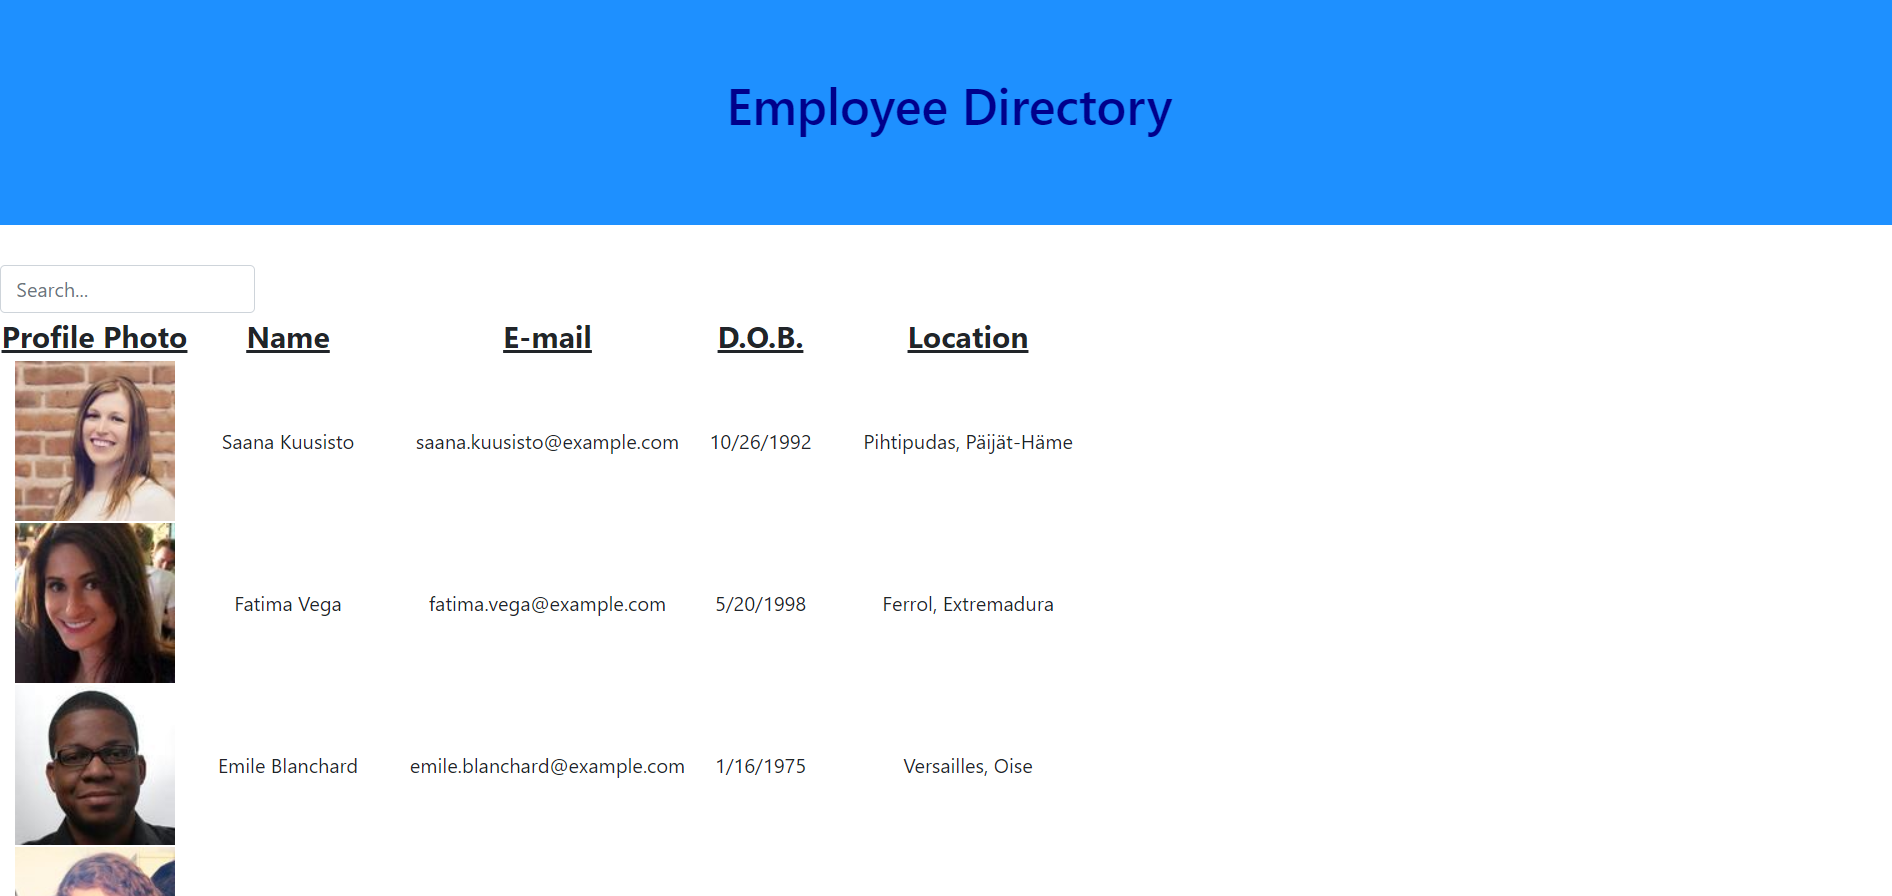 Employee Directory
Search...
Profile Photo Name E-mail D.O.B. Location
Saana Kuusisto saana.kuusisto@example.com 10/26/1992 Pihtipudas, Päijät-Häme
Fatima Vega fatima.vega@example.com 5/20/1998 Ferrol, Extremadura
Emile Blanchard emile.blanchard@example.com 1/16/1975 Versailles, Oise